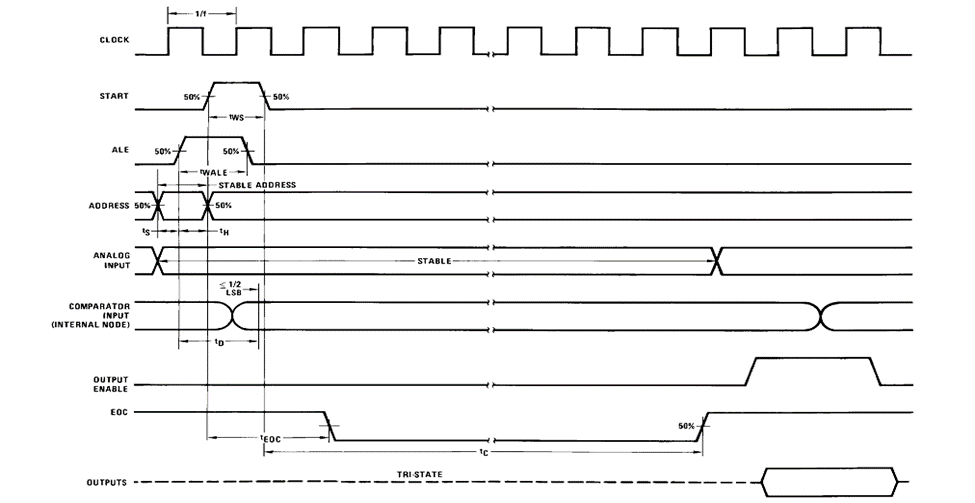 1/f
CLOCK
START
50%
50%
tWS
ALE
50%
50%
tWALE
STABLE ADDRESS
ADDRESS
50%
50%
tS
tH
ANALOG
INPUT
STABLE
≤ 1/2
LSB
COMPARATOR
INPUT
(INTERNAL NODE)
tD
OUTPUT
ENABLE
EOC
50%
tEOC
tC
TRI-STATE
OUTPUTS